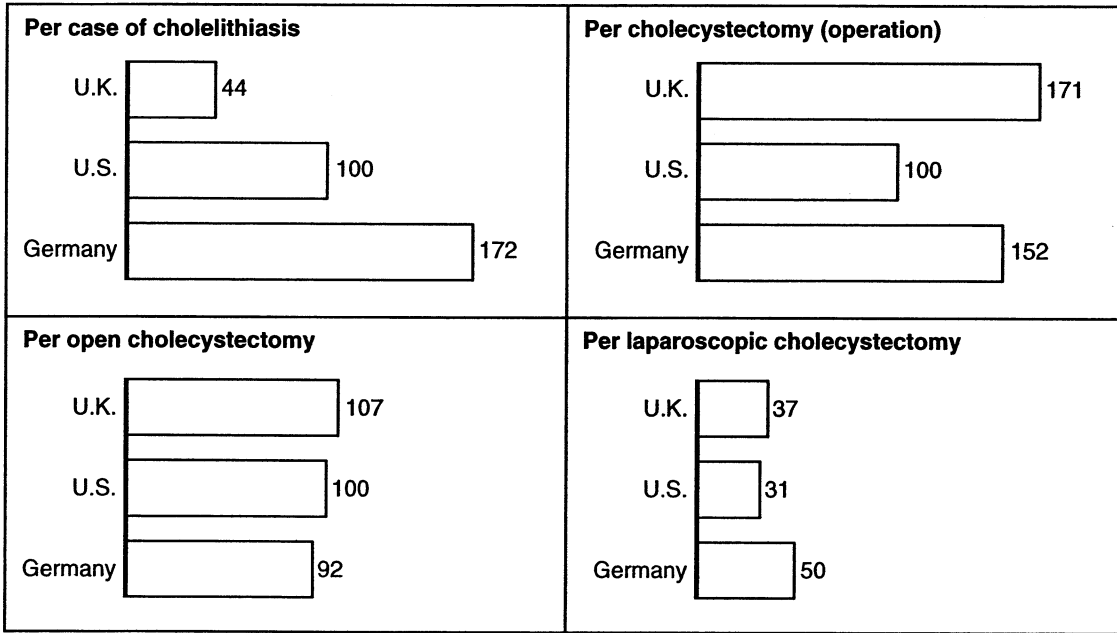 Per case of cholelithiasis
U.K. 44
U.S. 100
Germany 172
Per cholecystectomy (operation)
U.K. 171
U.S. 100
Germany 152
Per open cholecystectomy
U.K. 107
U.S. 100
Germany 92
Per laparoscopic cholecystectomy
U.K. 37
U.S. 31
Germany 50